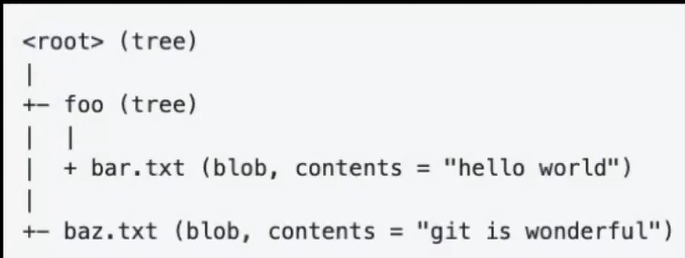 <root> (tree)
|
+- foo (tree)
|  |
|  + bar.txt (blob, contents = "hello world")
|
+- baz.txt (blob, contents = "git is wonderful")